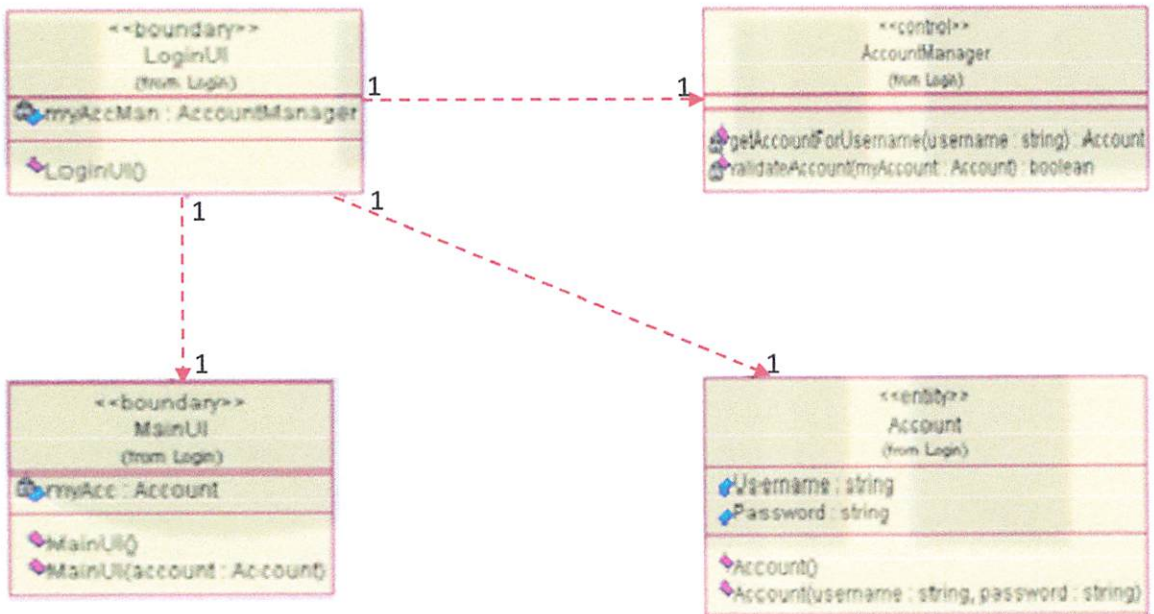 <<boundary>>
LoginUI
(from Login)
myAccMan : AccountManager
LoginUI()
1
1
<<control>>
AccountManager
(from Login)
getAccountForUsername(username : string) : Account
validateAccount(myAccount : Account) : boolean
1
1
1
1
<<boundary>>
MainUI
(from Login)
myAcc : Account
MainUI()
MainUI(account : Account)
<<entity>>
Account
(from Login)
Username : string
Password : string
Account()
Account(username : string, password : string)